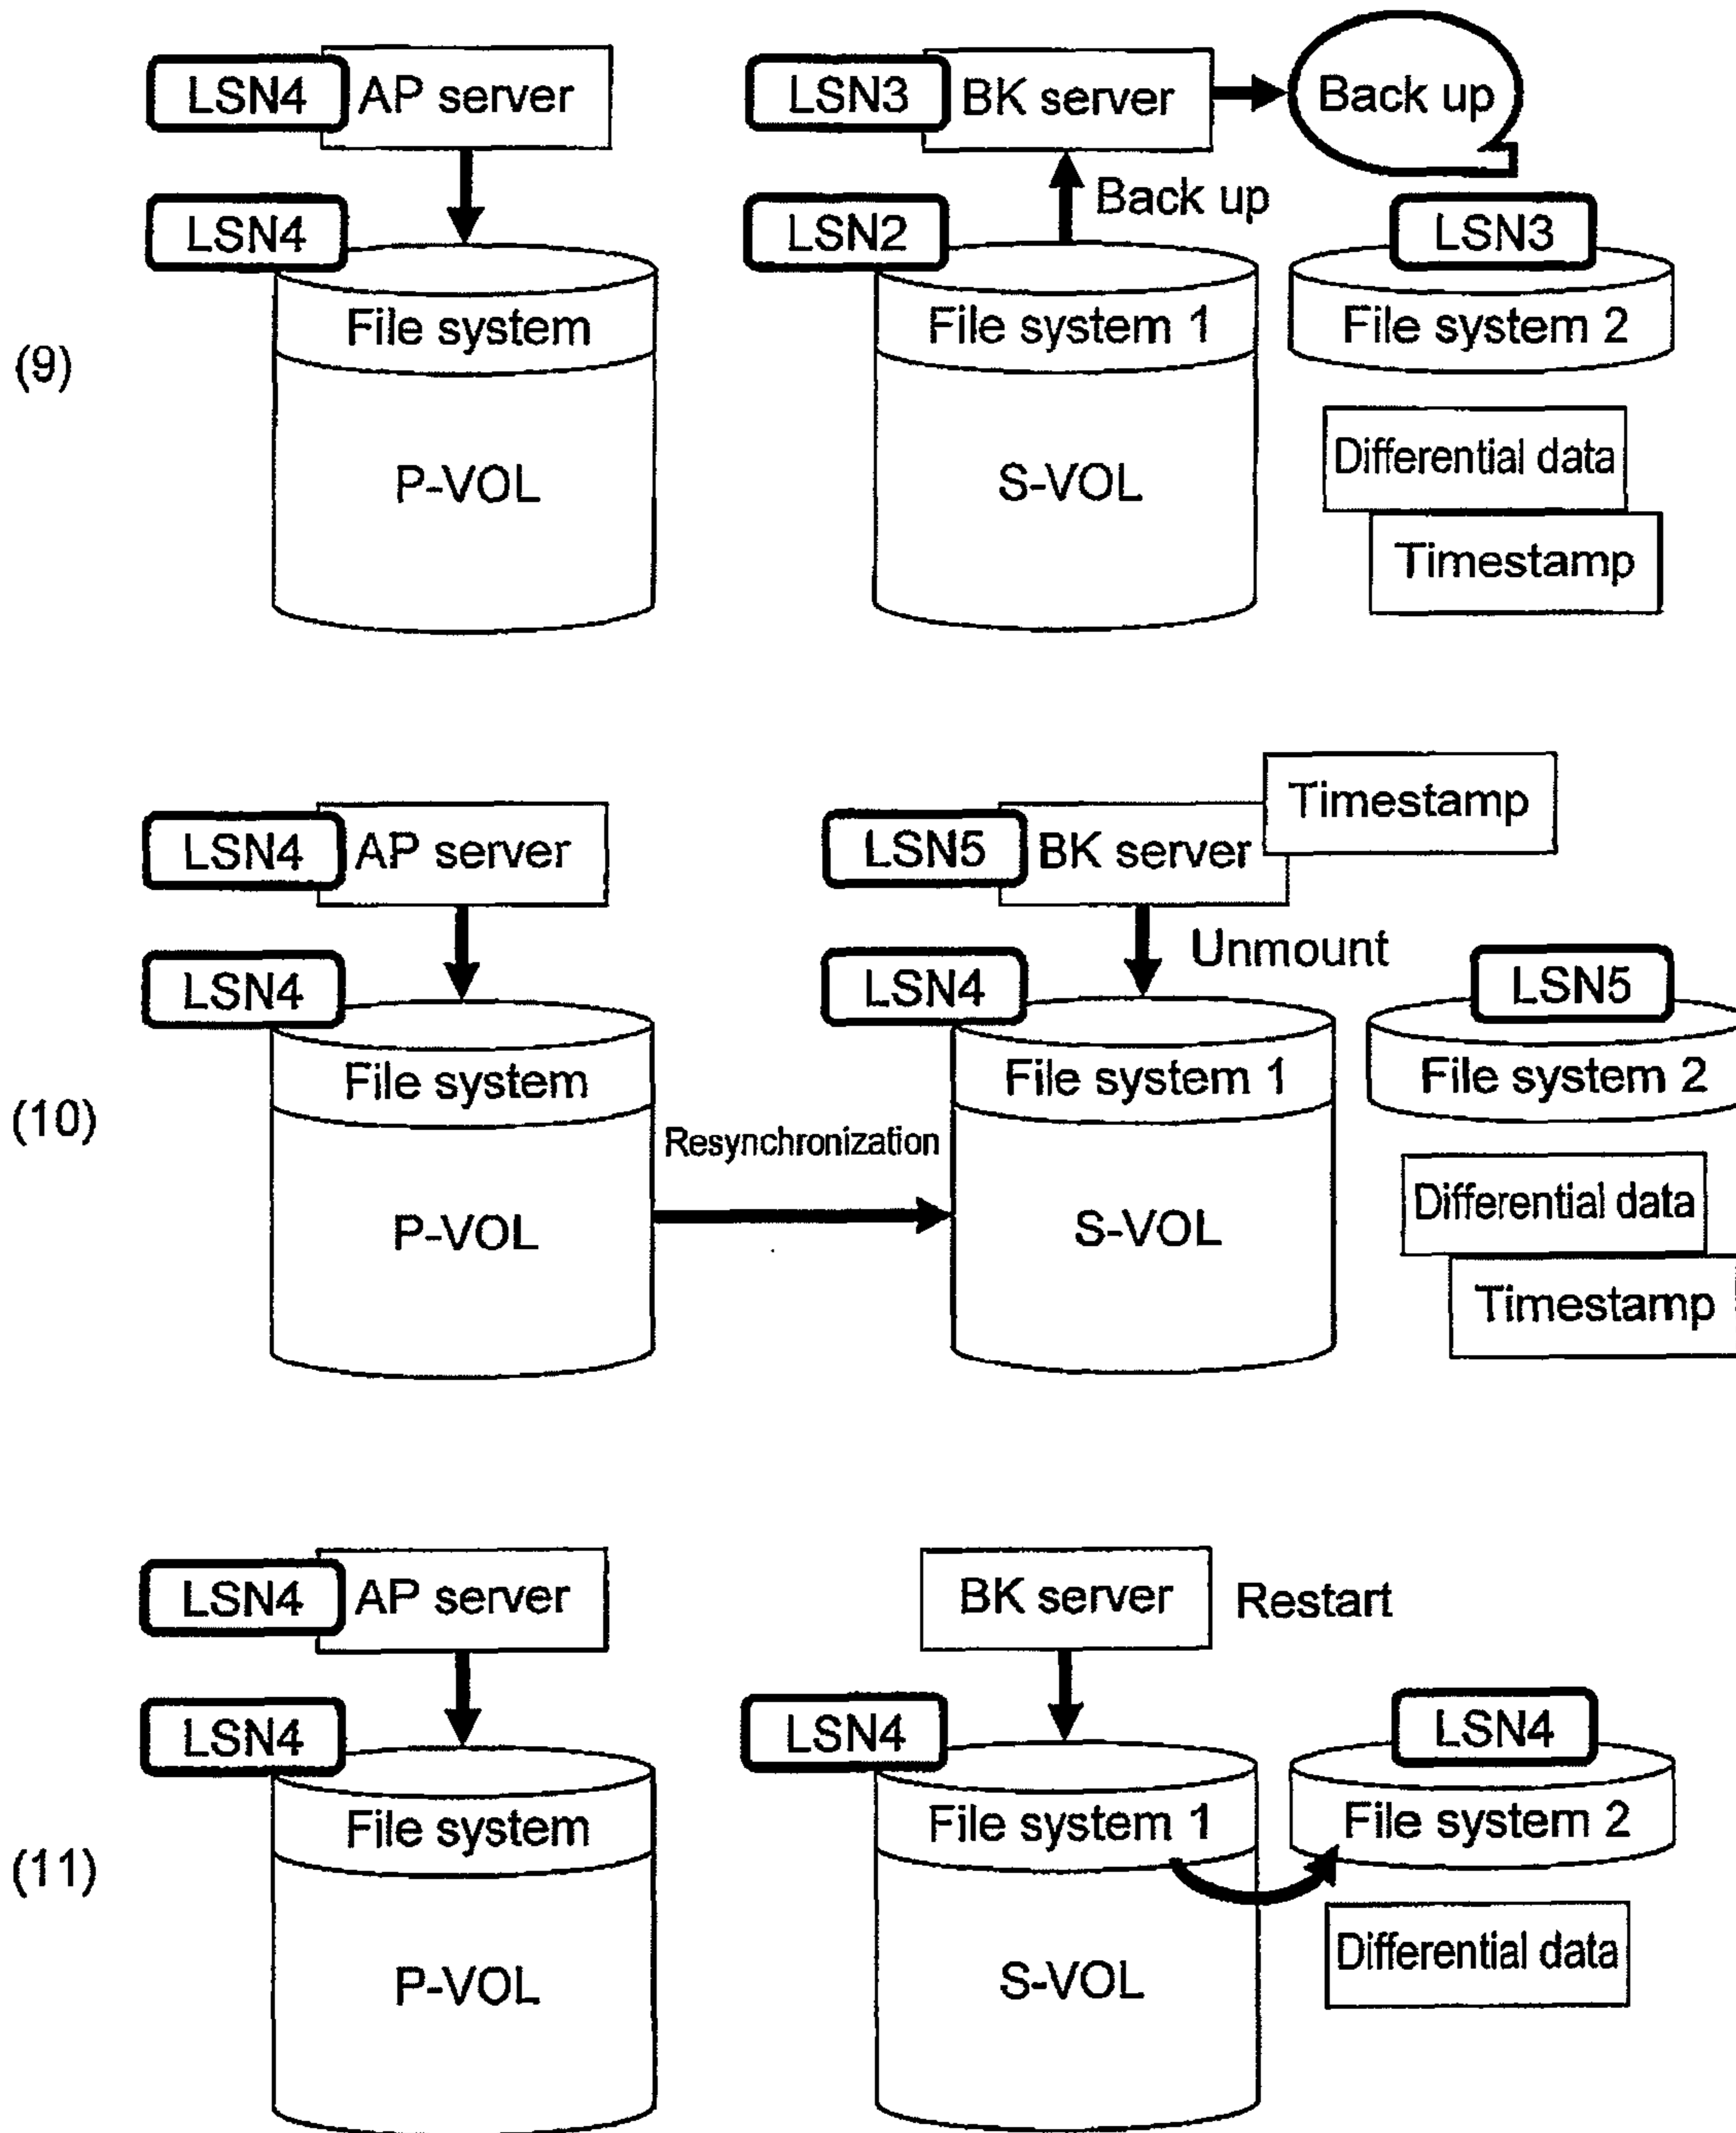 LSN4
AP server
LSN3
BK server
Back up
LSN4
LSN2
Back up
LSN3
File system
File system 1
File system 2
(9)
P-VOL
S-VOL
Differential data
Timestamp
Timestamp
LSN4
AP server
LSN5
BK server
LSN4
LSN4
Unmount
LSN5
File system
File system 1
File system 2
(10)
Resynchronization
P-VOL
S-VOL
Differential data
Timestamp
LSN4
AP server
BK server
Restart
LSN4
LSN4
LSN4
File system
File system 1
File system 2
(11)
P-VOL
S-VOL
Differential data